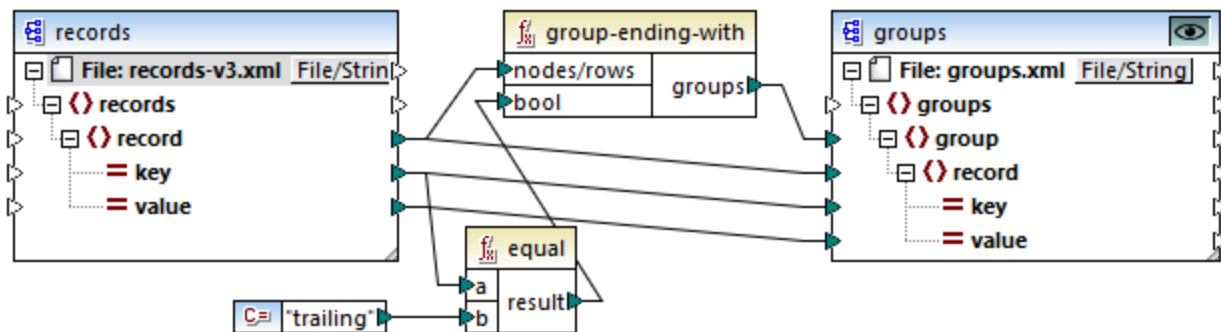 records
File: records-v3.xml File/Strin
records
record
key
value
group-ending-with
nodes/rows
bool
groups
equal
a
b
result
C= "trailing"
groups
File: groups.xml File/String
groups
group
record
key
value